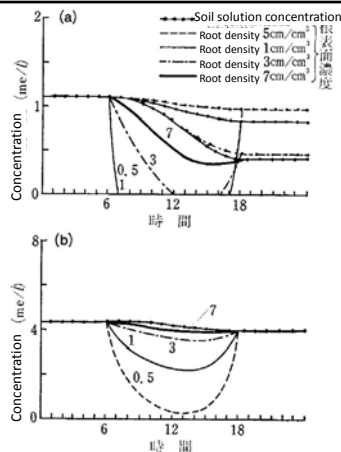 (a)
Soil solution concentration
Root density 5cm/cm³
Root density 1cm/cm³
Root density 3cm/cm³
Root density 7cm/cm³
根表面濃度
Concentration (me/ℓ)
2
1
0
7
3
0.5
1
6 12 18
時間
(b)
Concentration (me/ℓ)
8
4
0
7
1
3
0.5
6 12 18
時間